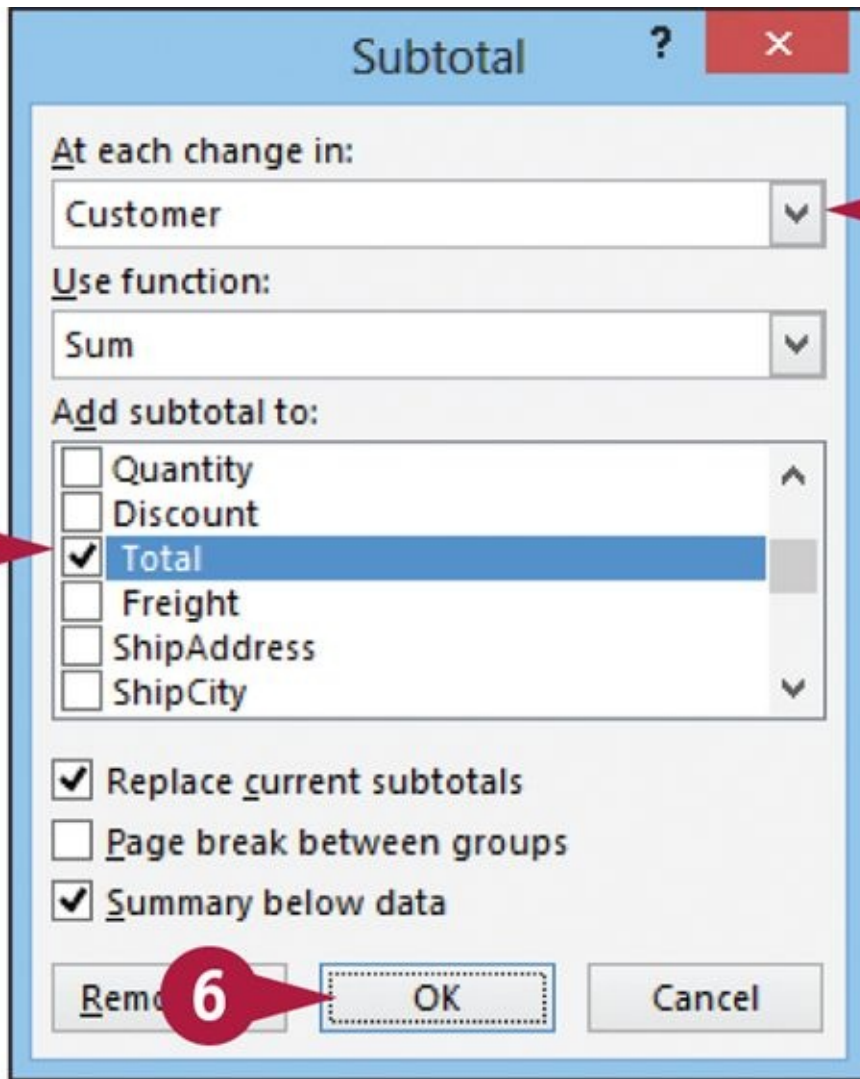 Subtotal ? ×
At each change in:
Customer
Use function:
Sum
Add subtotal to:
Quantity
Discount
Total
Freight
ShipAddress
ShipCity
Replace current subtotals
Page break between groups
Summary below data
6 OK Cancel